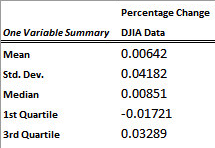 Percentage Change
One Variable Summary DJIA Data
Mean 0.00642
Std. Dev. 0.04182
Median 0.00851
1st Quartile -0.01721
3rd Quartile 0.03289